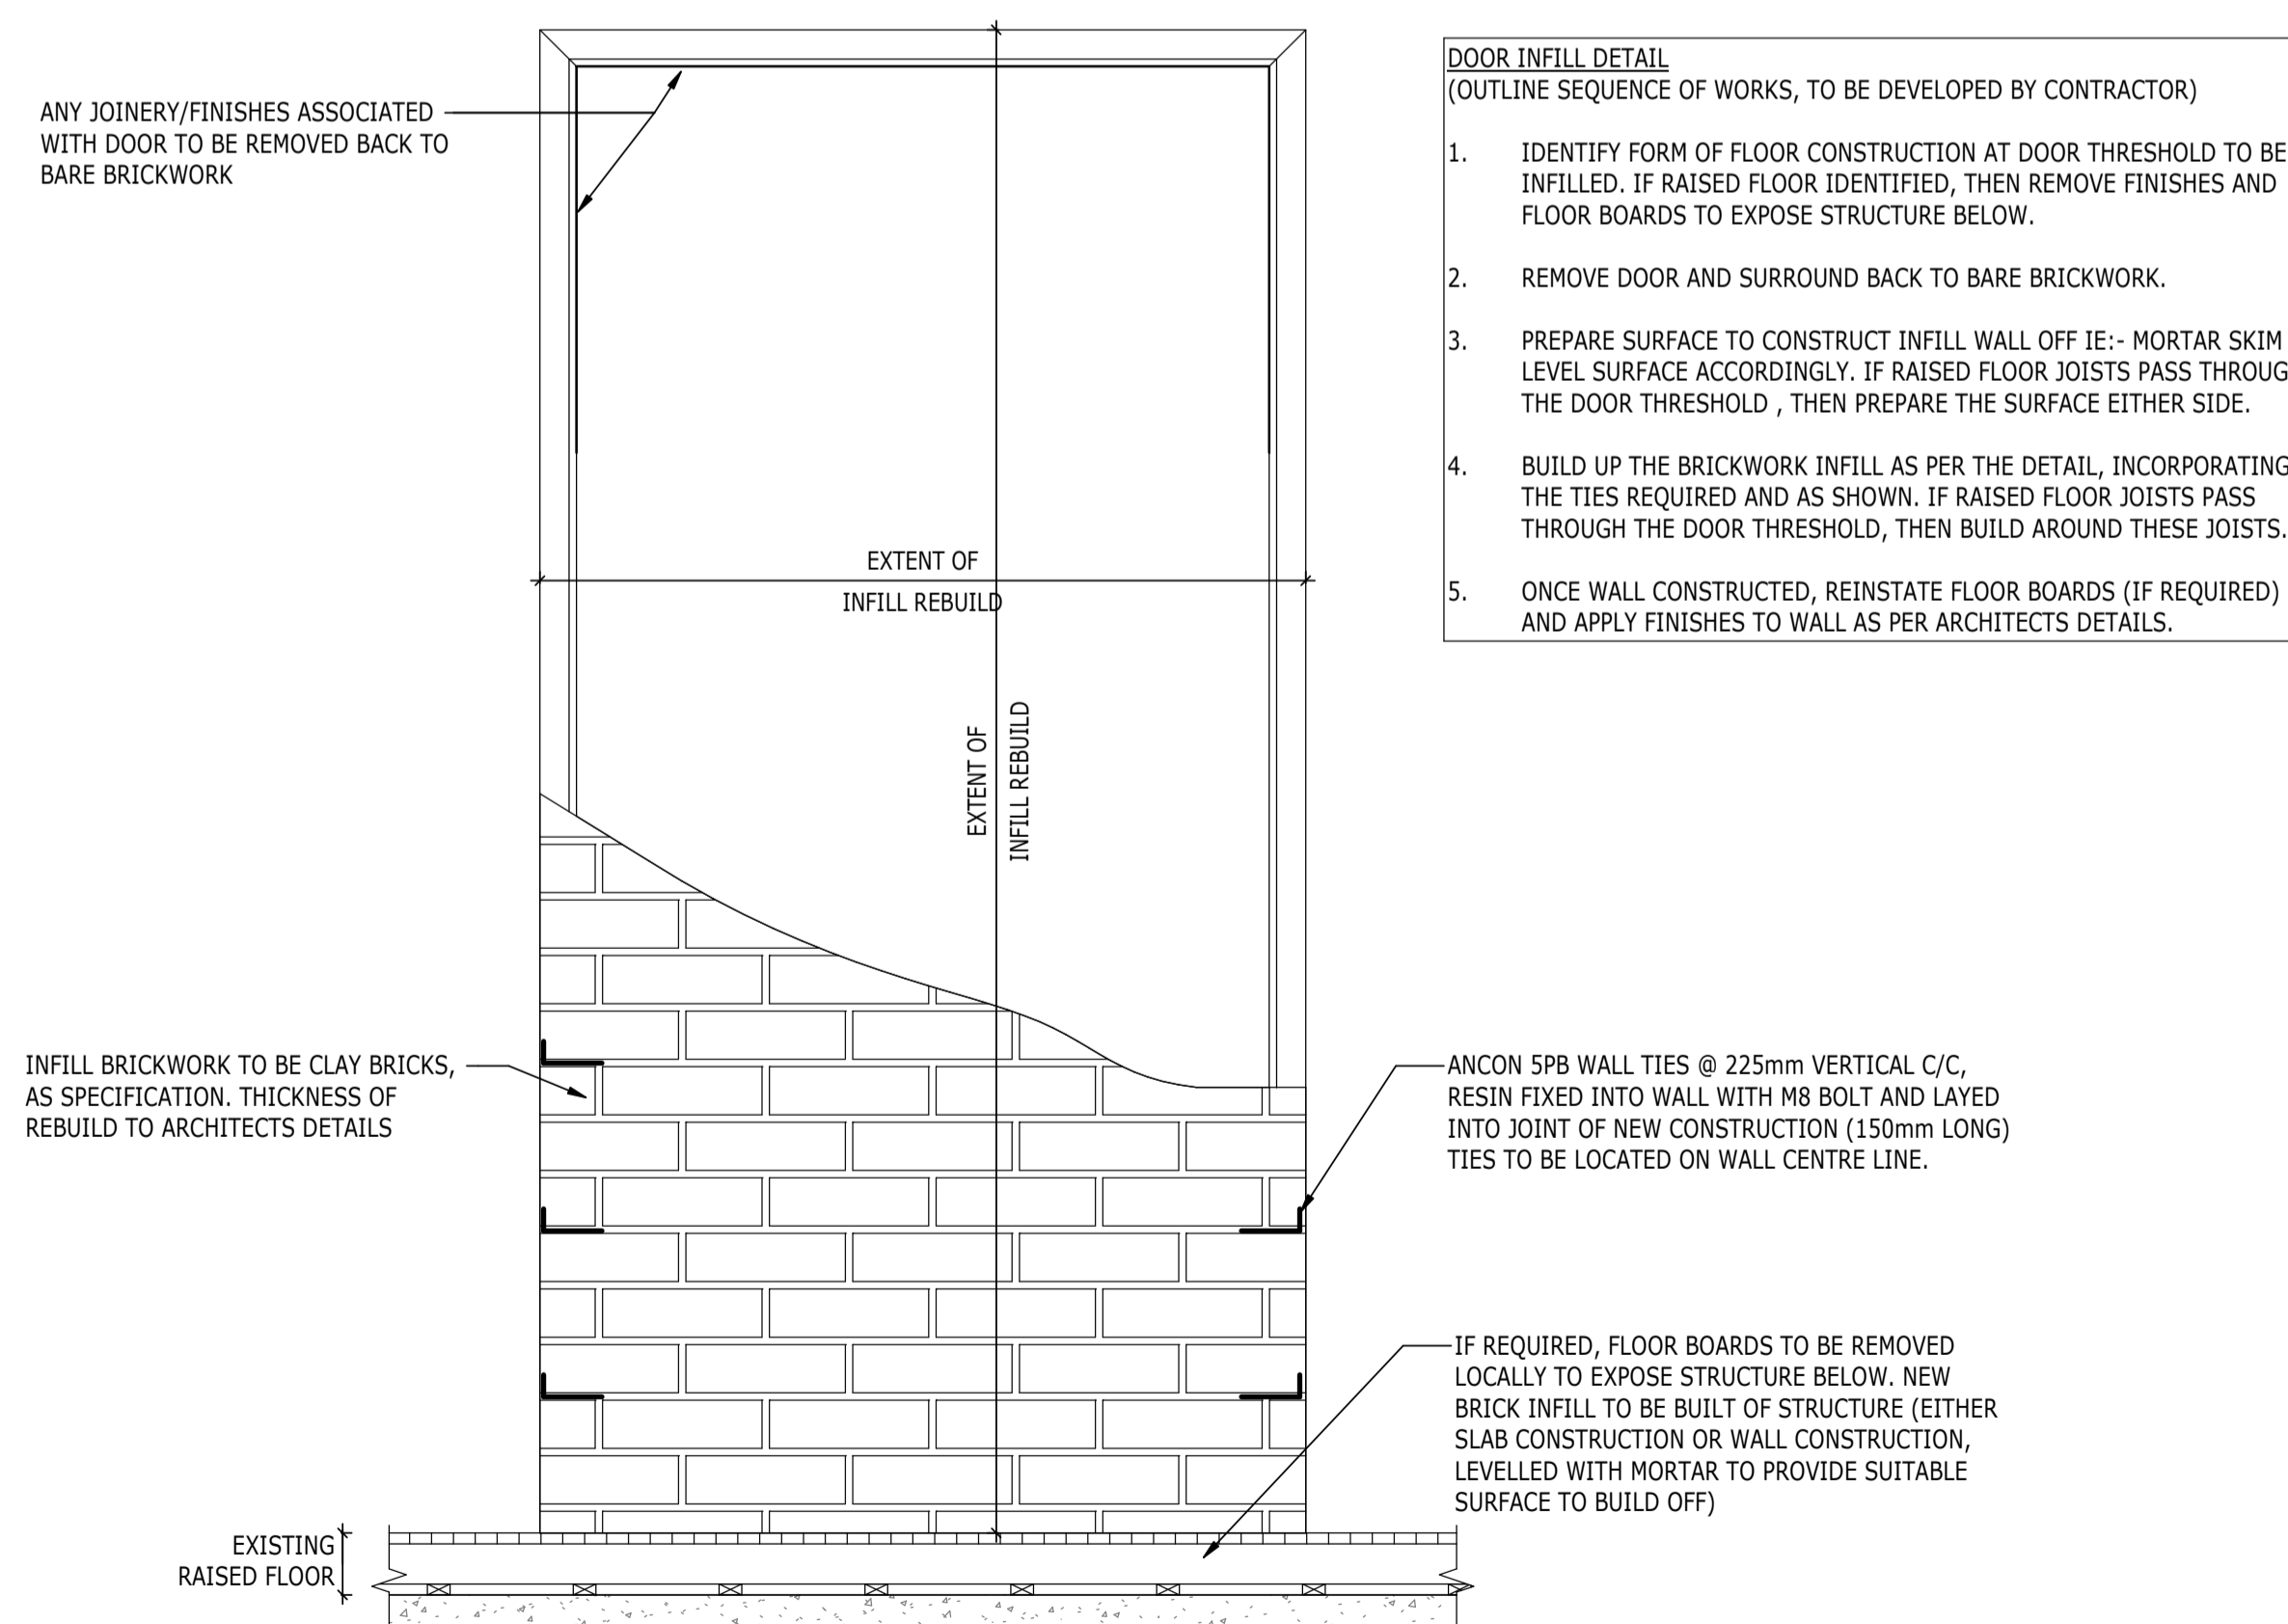 ANY JOINERY/FINISHES ASSOCIATED
WITH DOOR TO BE REMOVED BACK TO
BARE BRICKWORK
DOOR INFILL DETAIL
(OUTLINE SEQUENCE OF WORKS, TO BE DEVELOPED BY CONTRACTOR)
1. IDENTIFY FORM OF FLOOR CONSTRUCTION AT DOOR THRESHOLD TO BE
INFILLED. IF RAISED FLOOR IDENTIFIED, THEN REMOVE FINISHES AND
FLOOR BOARDS TO EXPOSE STRUCTURE BELOW.
2. REMOVE DOOR AND SURROUND BACK TO BARE BRICKWORK.
3. PREPARE SURFACE TO CONSTRUCT INFILL WALL OFF IE:- MORTAR SKIM
LEVEL SURFACE ACCORDINGLY. IF RAISED FLOOR JOISTS PASS THROUG
THE DOOR THRESHOLD , THEN PREPARE THE SURFACE EITHER SIDE.
4. BUILD UP THE BRICKWORK INFILL AS PER THE DETAIL, INCORPORATING
THE TIES REQUIRED AND AS SHOWN. IF RAISED FLOOR JOISTS PASS
THROUGH THE DOOR THRESHOLD, THEN BUILD AROUND THESE JOISTS.
5. ONCE WALL CONSTRUCTED, REINSTATE FLOOR BOARDS (IF REQUIRED)
AND APPLY FINISHES TO WALL AS PER ARCHITECTS DETAILS.
EXTENT OF
INFILL REBUILD
EXTENT OF
INFILL REBUILD
INFILL BRICKWORK TO BE CLAY BRICKS,
AS SPECIFICATION. THICKNESS OF
REBUILD TO ARCHITECTS DETAILS
ANCON 5PB WALL TIES @ 225mm VERTICAL C/C,
RESIN FIXED INTO WALL WITH M8 BOLT AND LAYED
INTO JOINT OF NEW CONSTRUCTION (150mm LONG)
TIES TO BE LOCATED ON WALL CENTRE LINE.
IF REQUIRED, FLOOR BOARDS TO BE REMOVED
LOCALLY TO EXPOSE STRUCTURE BELOW. NEW
BRICK INFILL TO BE BUILT OF STRUCTURE (EITHER
SLAB CONSTRUCTION OR WALL CONSTRUCTION,
LEVELLED WITH MORTAR TO PROVIDE SUITABLE
SURFACE TO BUILD OFF)
EXISTING
RAISED FLOOR